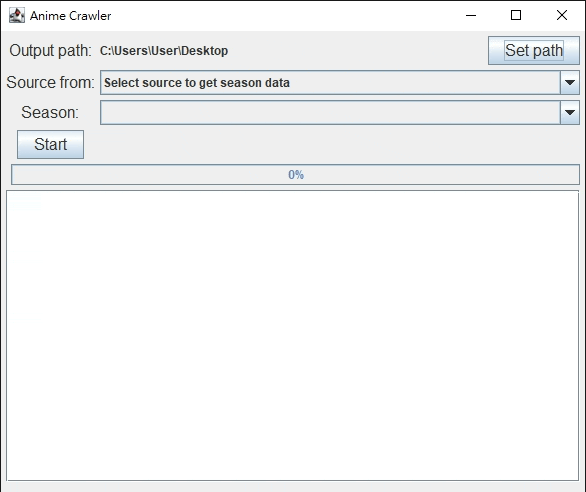 Anime Crawler
Output path: C:\Users\User\Desktop Set path
Source from: Select source to get season data
Season:
Start
0%